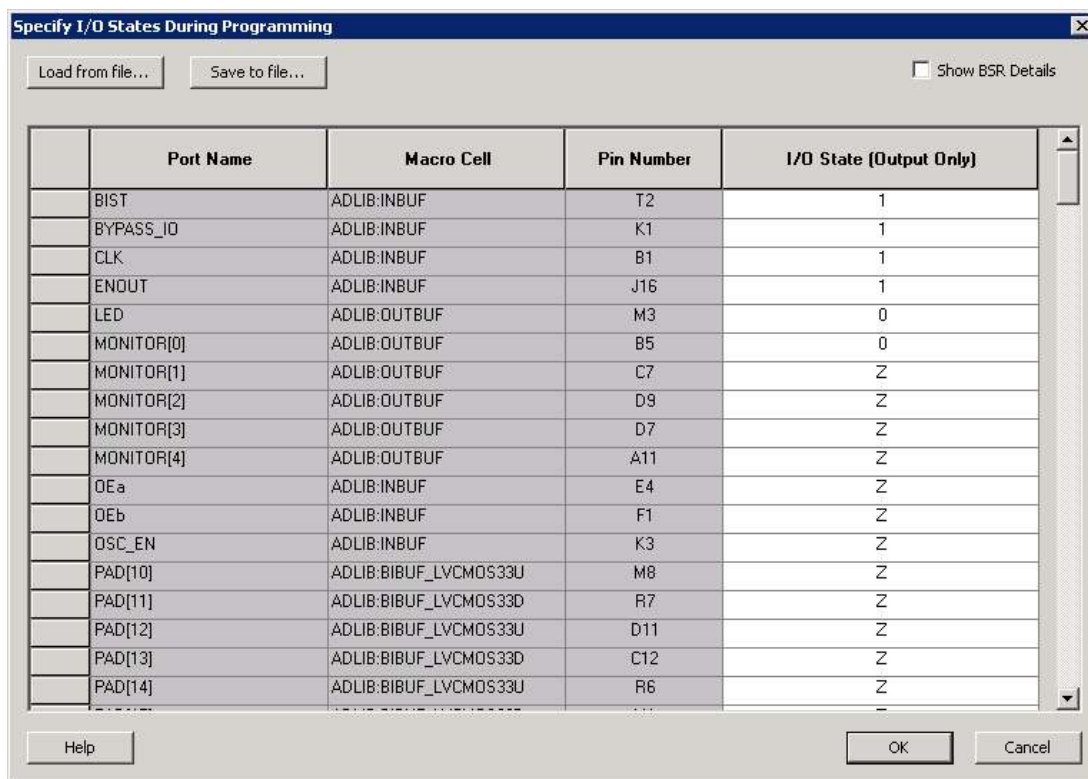 Specify I/O States During Programming
Load from file... Save to file... Show BSR Details
Port Name Macro Cell Pin Number I/O State (Output Only)
BIST ADLIB:INBUF T2 1
BYPASS_IO ADLIB:INBUF K1 1
CLK ADLIB:INBUF B1 1
ENOUT ADLIB:INBUF J16 1
LED ADLIB:OUTBUF M3 0
MONITOR[0] ADLIB:OUTBUF B5 0
MONITOR[1] ADLIB:OUTBUF C7 Z
MONITOR[2] ADLIB:OUTBUF D9 Z
MONITOR[3] ADLIB:OUTBUF D7 Z
MONITOR[4] ADLIB:OUTBUF A11 Z
OEa ADLIB:INBUF E4 Z
OEb ADLIB:INBUF F1 Z
OSC_EN ADLIB:INBUF K3 Z
PAD[10] ADLIB:BIBUF_LVCMOS33U M8 Z
PAD[11] ADLIB:BIBUF_LVCMOS33D R7 Z
PAD[12] ADLIB:BIBUF_LVCMOS33U D11 Z
PAD[13] ADLIB:BIBUF_LVCMOS33D C12 Z
PAD[14] ADLIB:BIBUF_LVCMOS33U R6 Z
Help OK Cancel